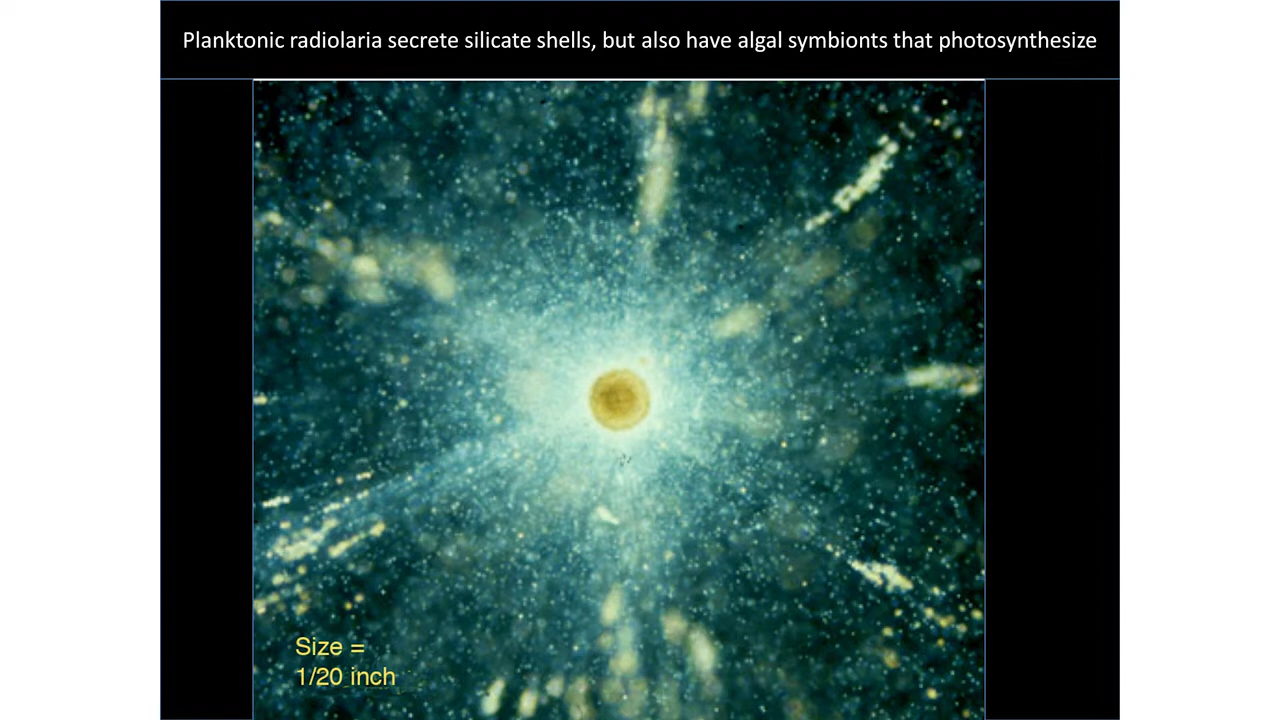 Planktonic radiolaria secrete silicate shells, but also have algal symbionts that photosynthesize
Size =
1/20 inch